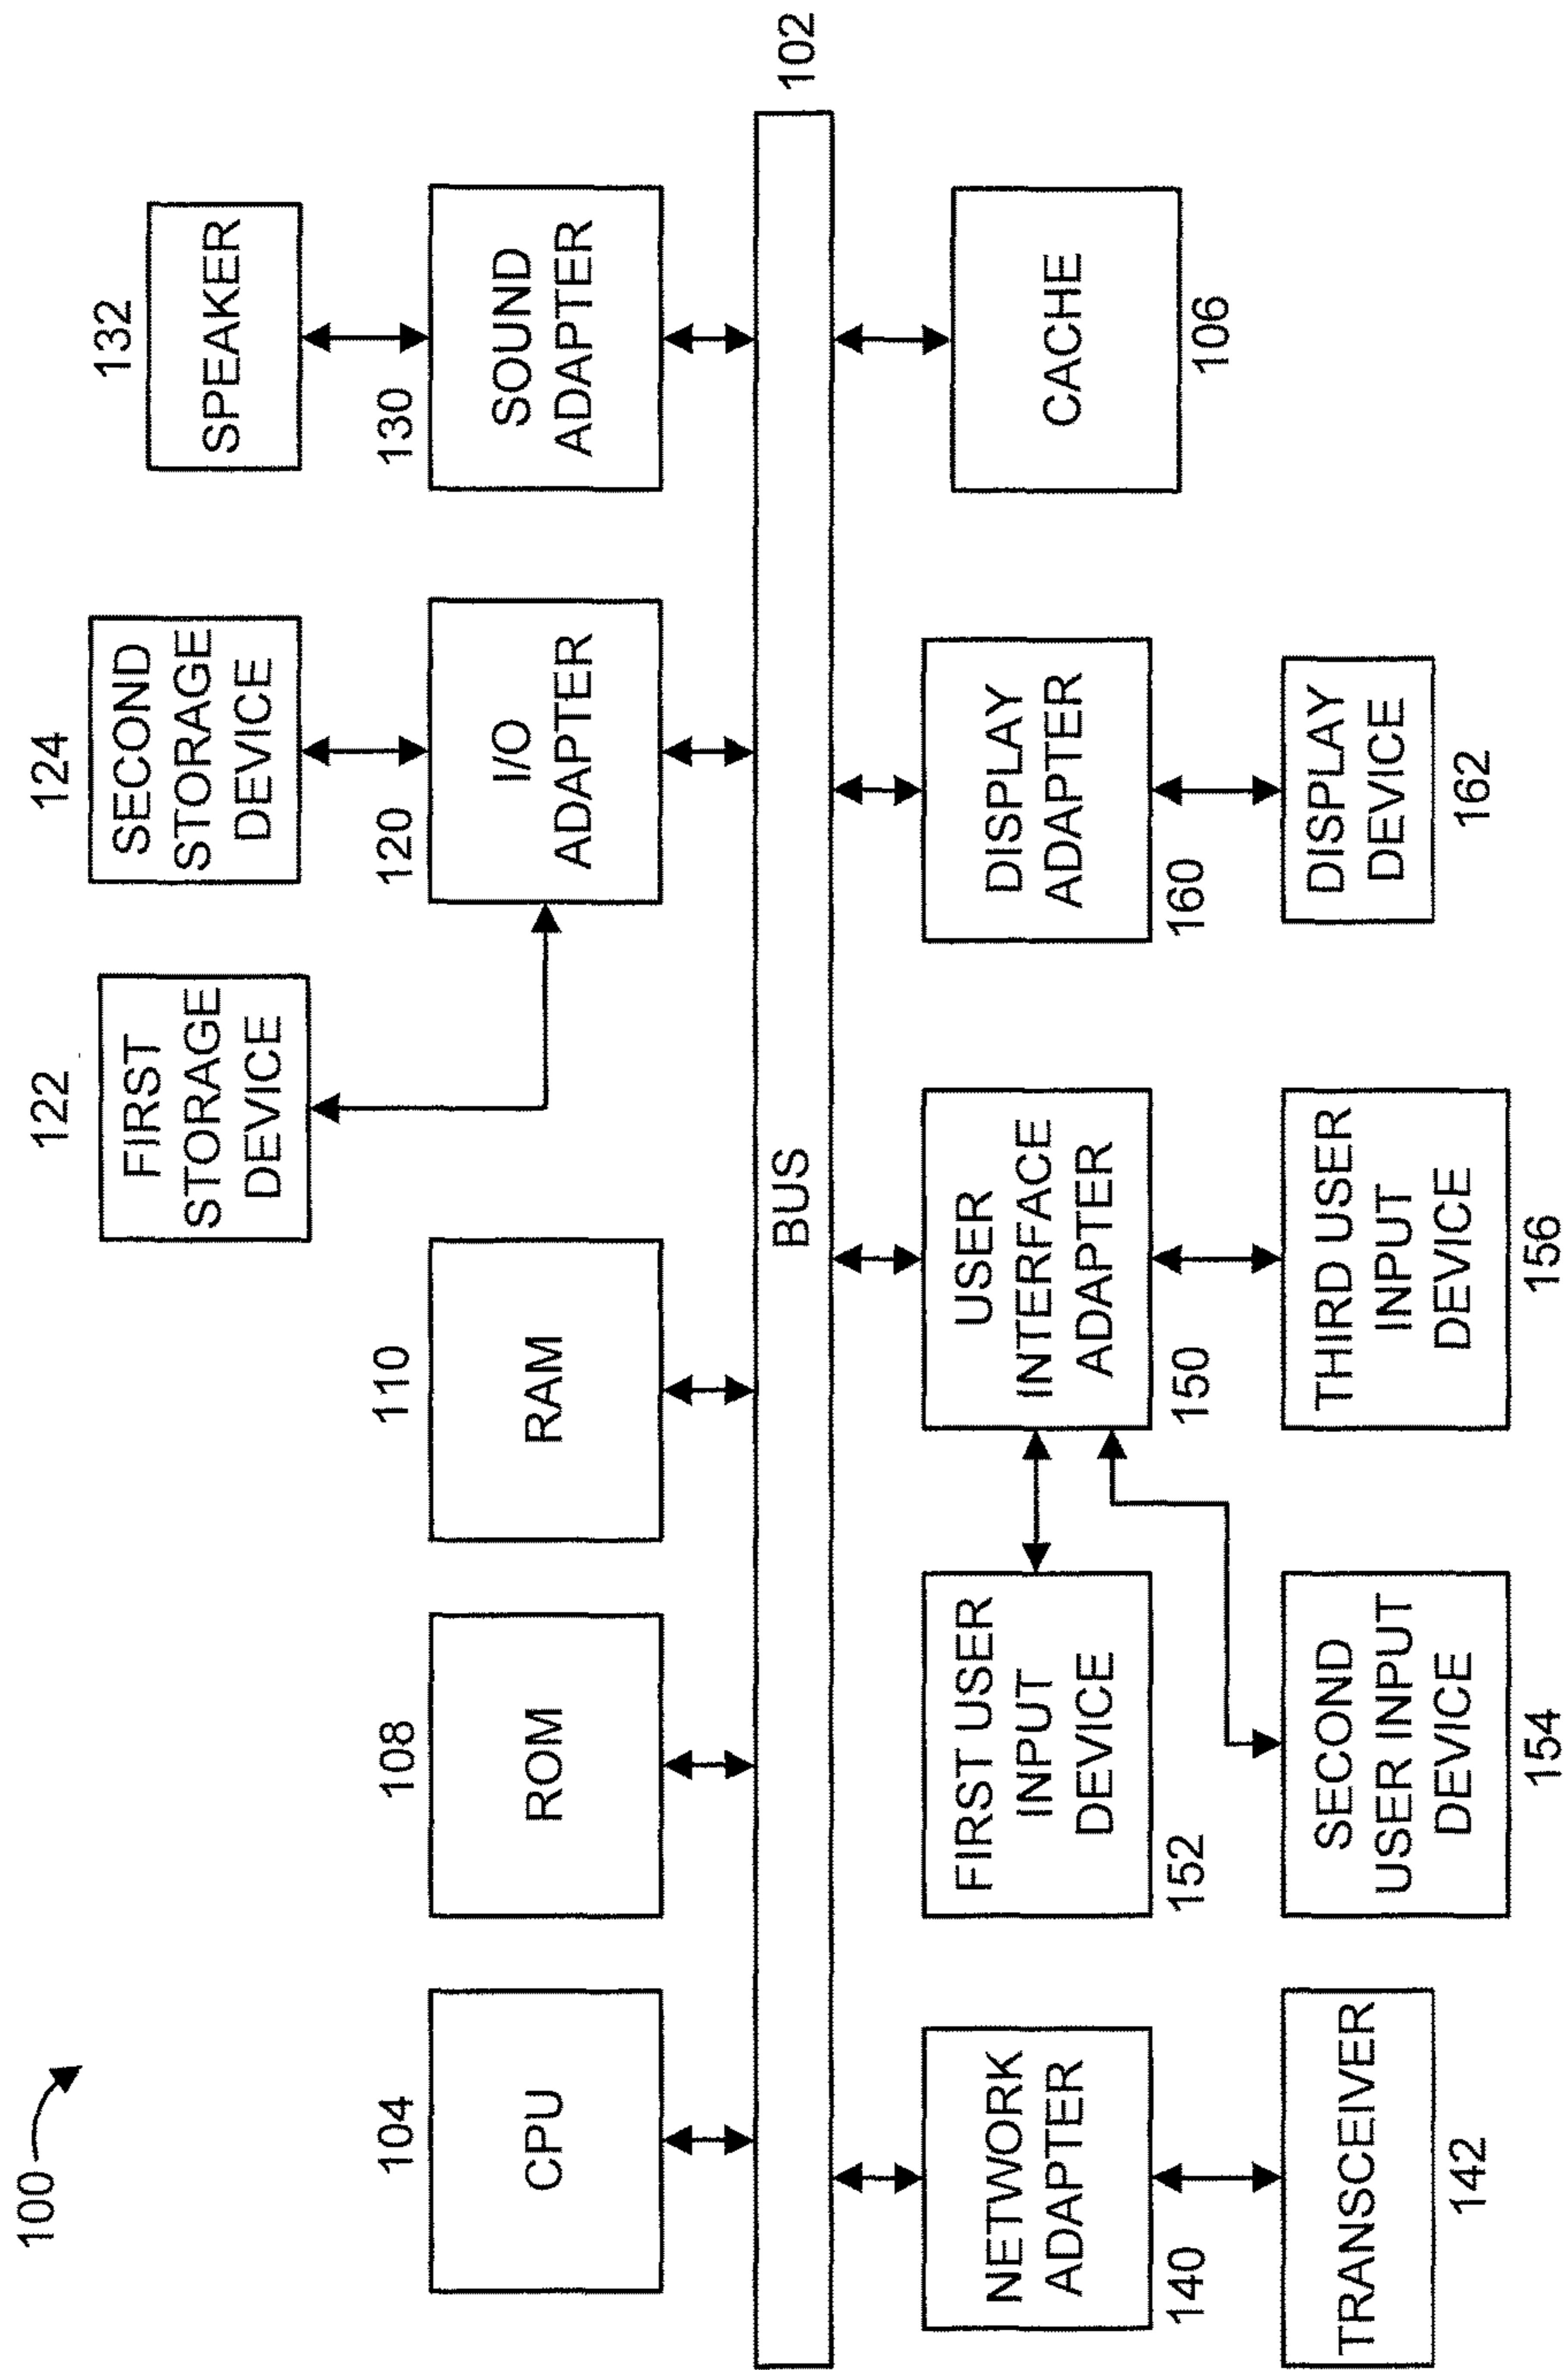 100
104
CPU
108
ROM
110
RAM
122
FIRST
STORAGE
DEVICE
124
SECOND
STORAGE
DEVICE
120
I/O
ADAPTER
132
SPEAKER
130
SOUND
ADAPTER
BUS
102
NETWORK
ADAPTER
140
TRANSCEIVER
142
FIRST USER
INPUT
DEVICE
152
SECOND
USER INPUT
DEVICE
154
USER
INTERFACE
ADAPTER
150
THIRD USER
INPUT
DEVICE
156
DISPLAY
ADAPTER
160
DISPLAY
DEVICE
162
CACHE
106